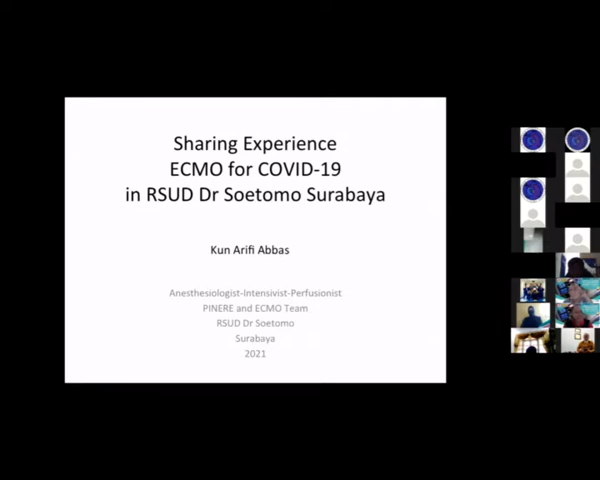 Sharing Experience
ECMO for COVID-19
in RSUD Dr Soetomo Surabaya
Kun Arifi Abbas
Anesthesiologist-Intensivist-Perfusionist
PINERE and ECMO Team
RSUD Dr Soetomo
Surabaya
2021